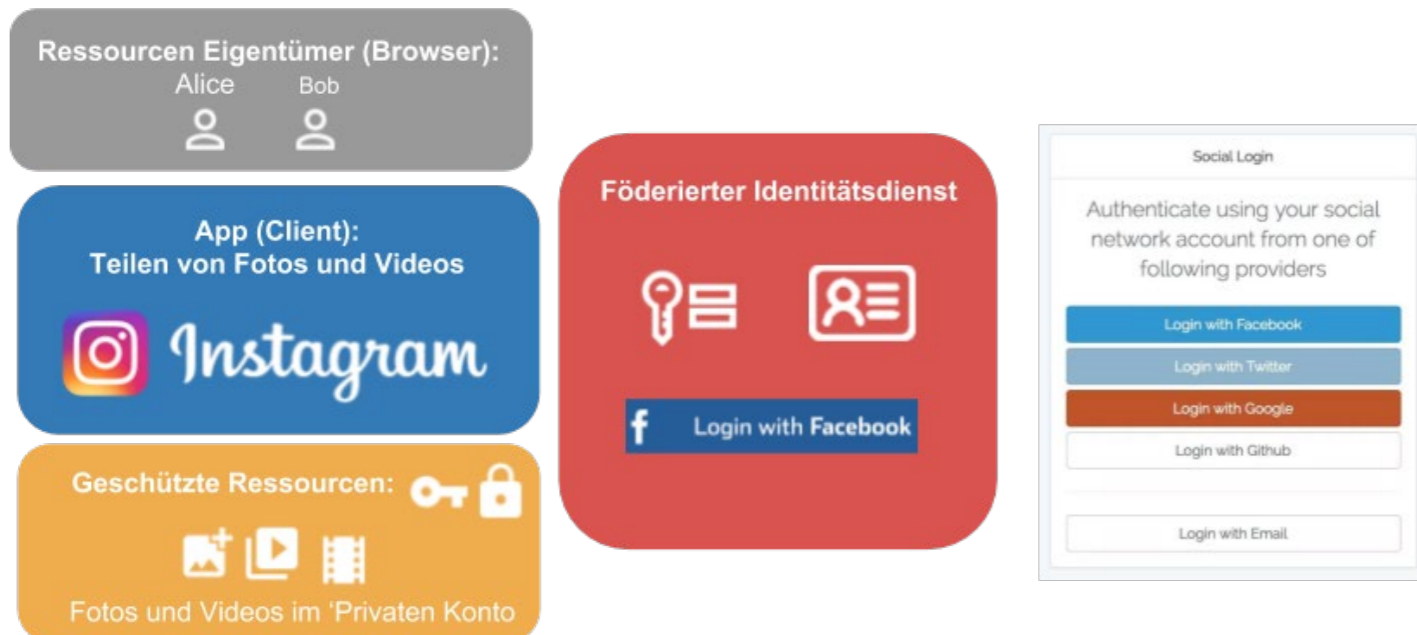 Ressourcen Eigentümer (Browser):
Alice Bob
App (Client):
Teilen von Fotos und Videos
Instagram
Geschützte Ressourcen:
Fotos und Videos im ‘Privaten Konto
Föderierter Identitätsdienst
f Login with Facebook
Social Login
Authenticate using your social
network account from one of
following providers
Login with Facebook
Login with Twitter
Login with Google
Login with Github
Login with Email